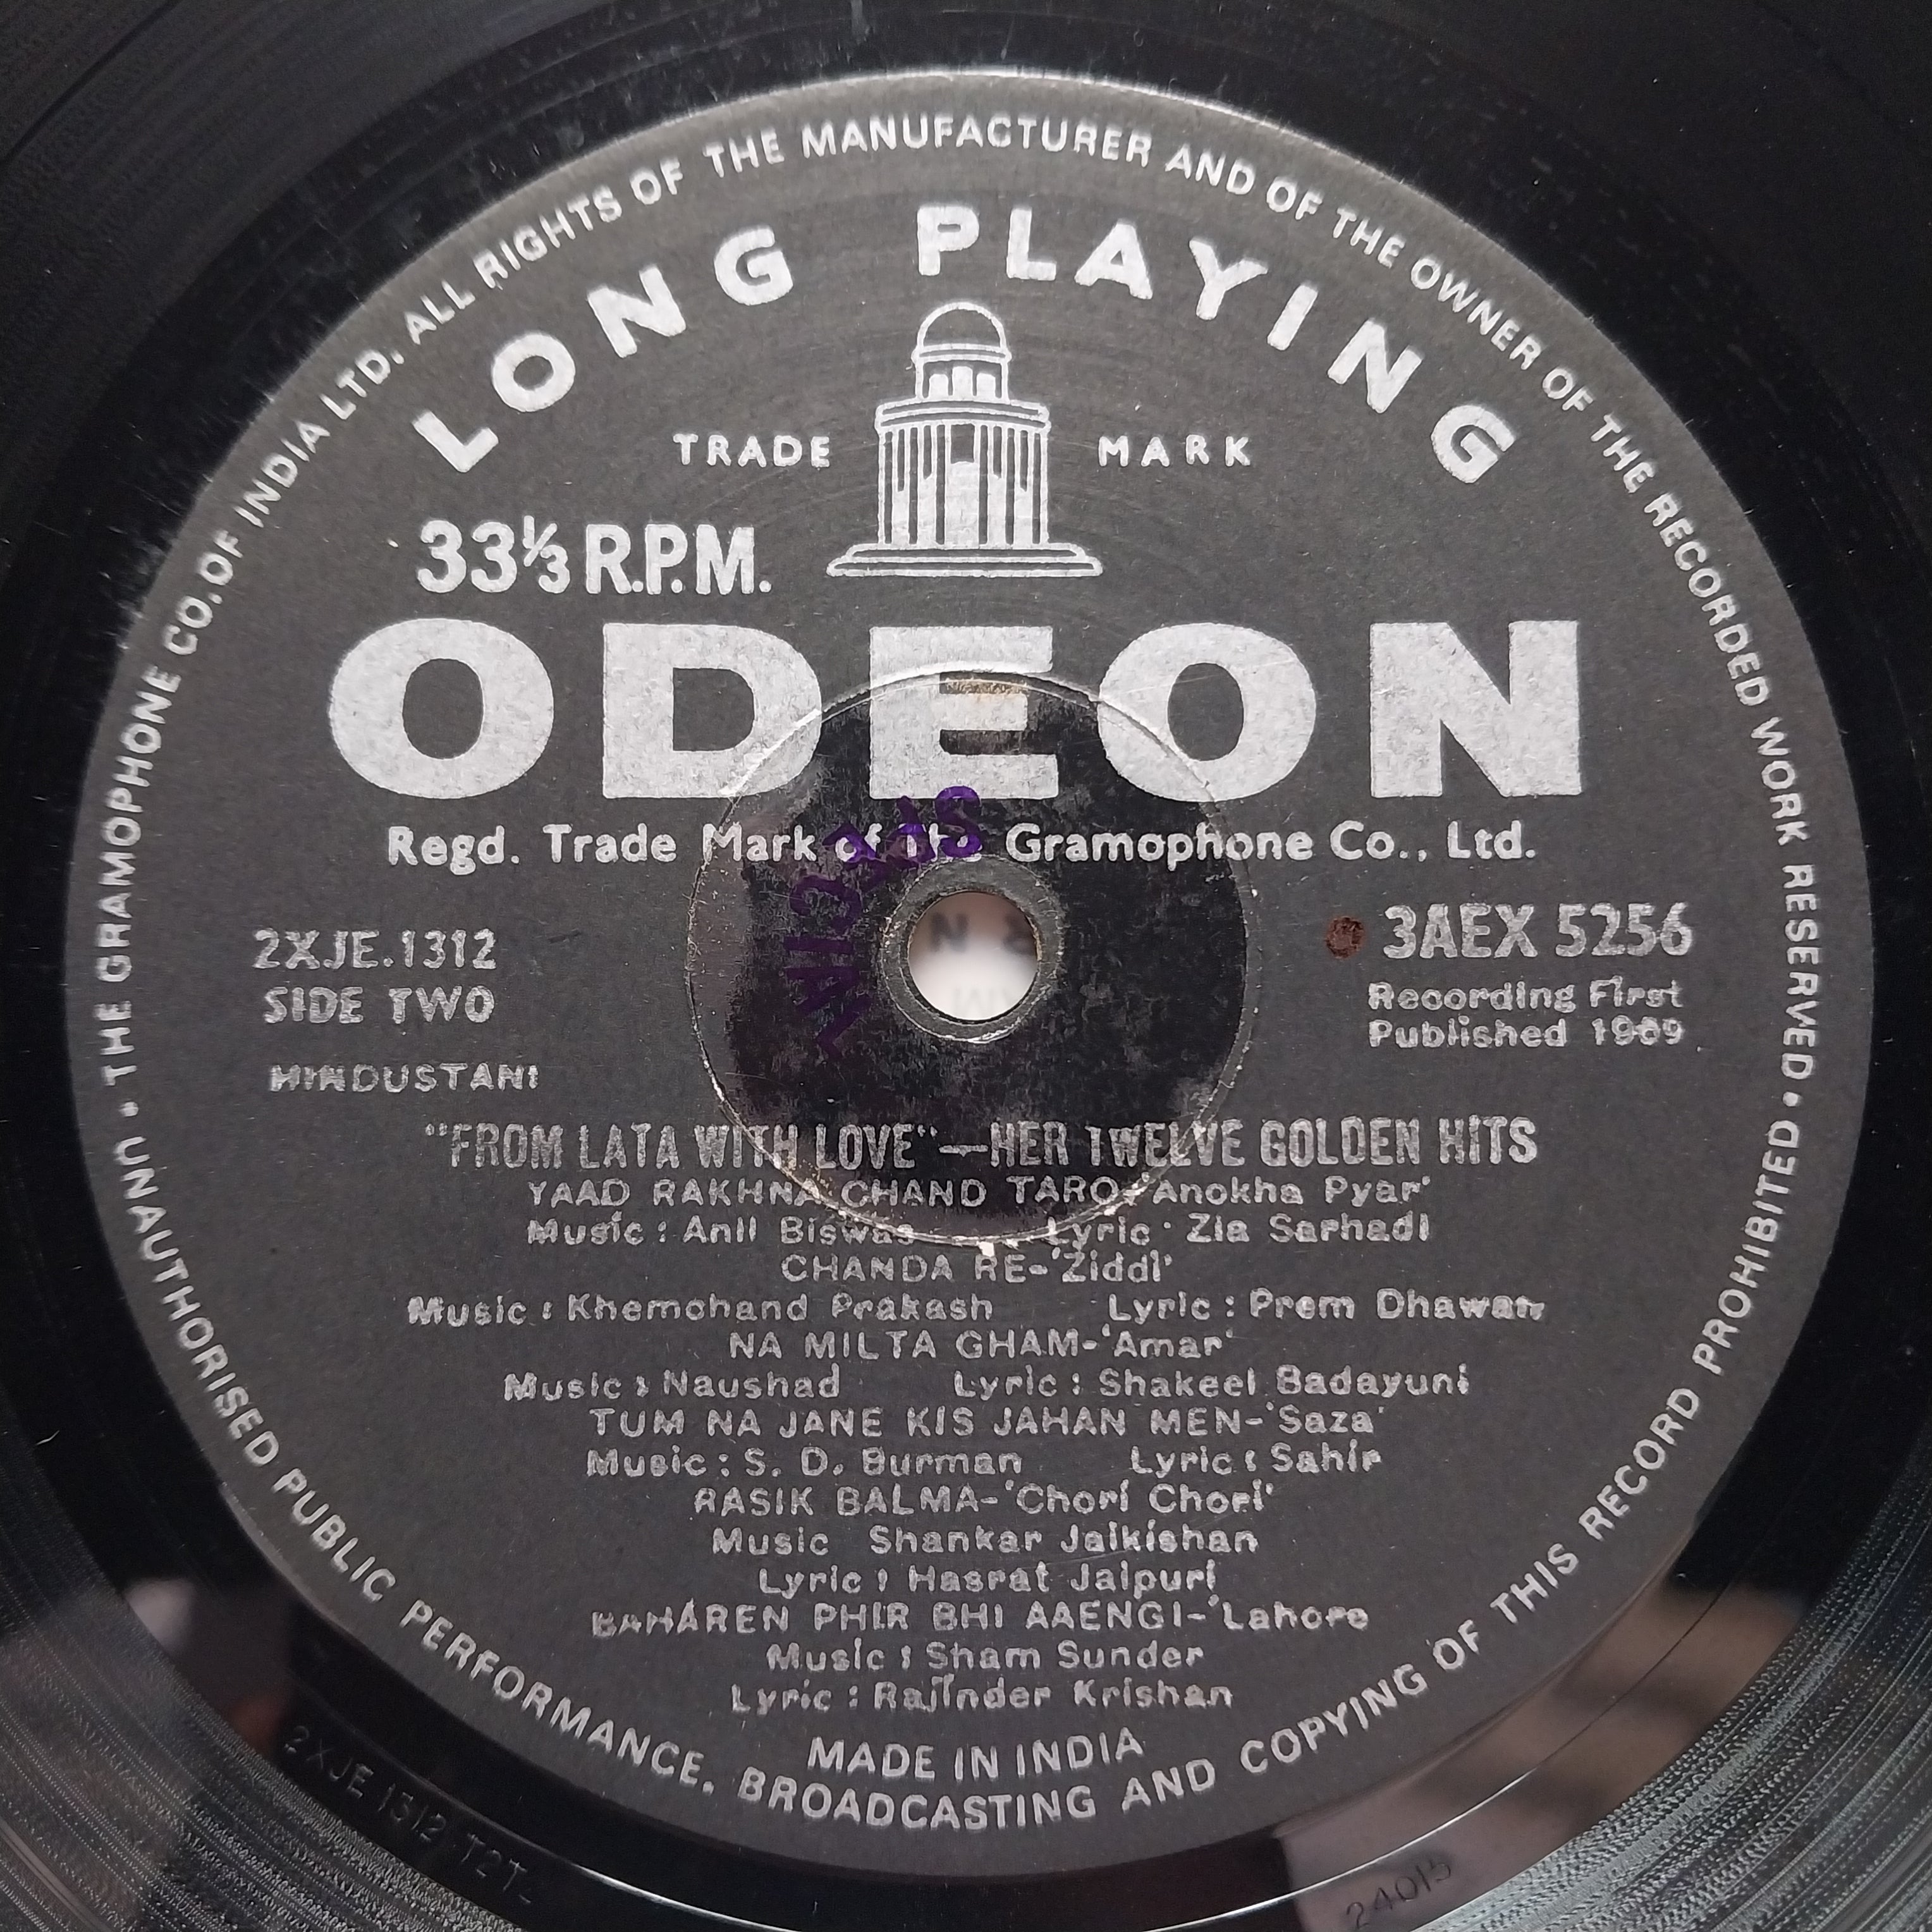 THE GRAMOPHONE CO. OF INDIA LTD. ALL RIGHTS OF THE MANUFACTURER AND OF THE OWNER OF THE RECORDED WORK RESERVED •
LONG PLAYING
TRADE MARK
33⅓ R.P.M.
ODEON
Regd. Trade Mark of the Gramophone Co., Ltd.
SPECIAL
2XJE.1312
SIDE TWO
HINDUSTANI
3AEX 5256
Recording First
Published 1969
"FROM LATA WITH LOVE"—HER TWELVE GOLDEN HITS
YAAD RAKHNA CHAND TARO-'Anokha Pyar'
Music : Anil Biswas Lyric : Zia Sarhadi
CHANDA RE-'Ziddi'
Music : Khemchand Prakash Lyric : Prem Dhawan
NA MILTA GHAM-'Amar'
Music : Naushad Lyric : Shakeel Badayuni
TUM NA JANE KIS JAHAN MEN-'Saza'
Music : S. D. Burman Lyric : Sahir
RASIK BALMA-'Chori Chori'
Music Shankar Jaikishan
Lyric : Hasrat Jaipuri
BAHAREN PHIR BHI AAENGI-'Lahore
Music : Sham Sunder
Lyric : Rajinder Krishan
MADE IN INDIA
UNAUTHORISED PUBLIC PERFORMANCE, BROADCASTING AND COPYING OF THIS RECORD PROHIBITED •
2XJE 1312 T2T-
24015